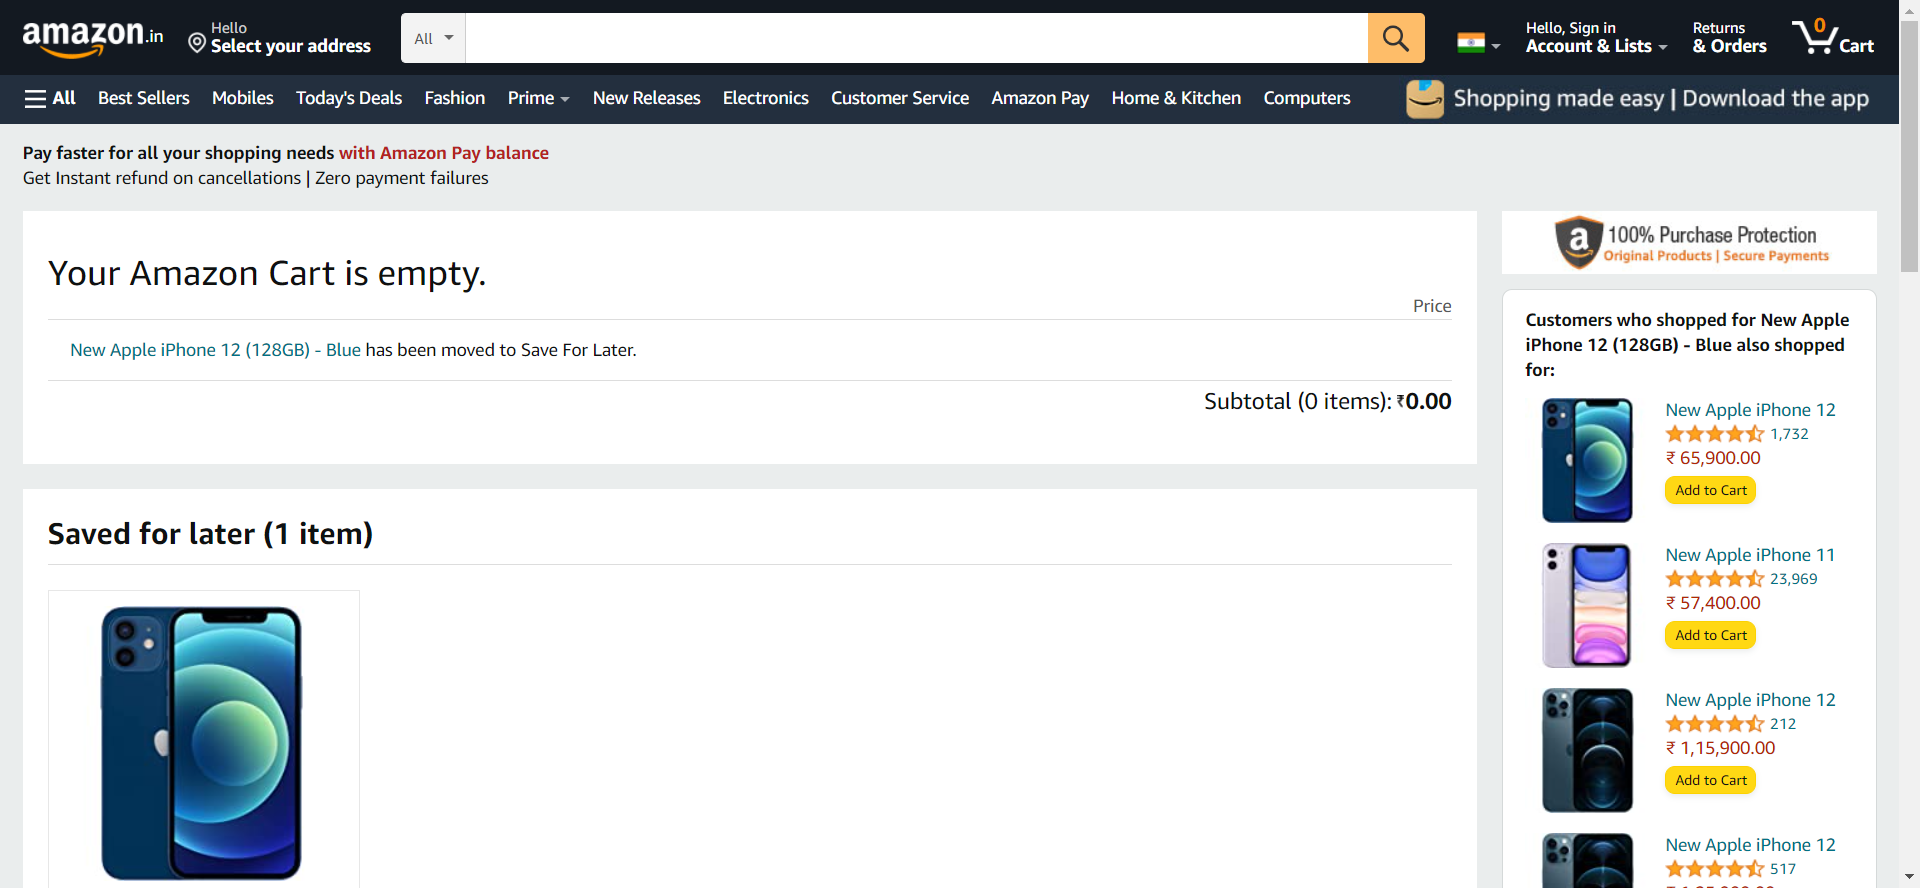 amazon.in
Hello
Select your address
All
Hello, Sign in
Account & Lists
Returns
& Orders
0
Cart
All
Best Sellers
Mobiles
Today's Deals
Fashion
Prime
New Releases
Electronics
Customer Service
Amazon Pay
Home & Kitchen
Computers
Shopping made easy | Download the app
Pay faster for all your shopping needs with Amazon Pay balance
Get Instant refund on cancellations | Zero payment failures
Your Amazon Cart is empty.
Price
New Apple iPhone 12 (128GB) - Blue has been moved to Save For Later.
Subtotal (0 items): ₹0.00
Saved for later (1 item)
a
100% Purchase Protection
Original Products | Secure Payments
Customers who shopped for New Apple
iPhone 12 (128GB) - Blue also shopped
for:
New Apple iPhone 12
1,732
₹ 65,900.00
Add to Cart
New Apple iPhone 11
23,969
₹ 57,400.00
Add to Cart
New Apple iPhone 12
212
₹ 1,15,900.00
Add to Cart
New Apple iPhone 12
517